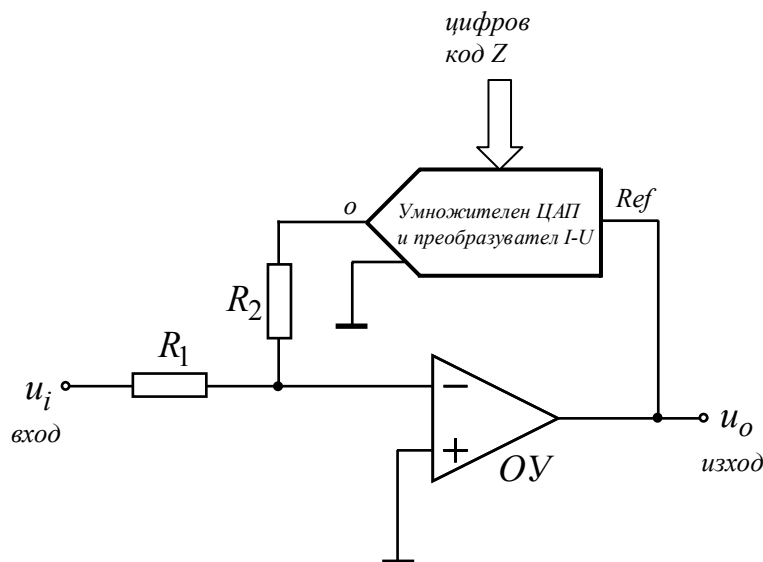 цифров
код Z
o
Умножителен ЦАП
и преобразувател I-U
Ref
R2
R1
ui
вход
−
+
ОУ
uo
изход